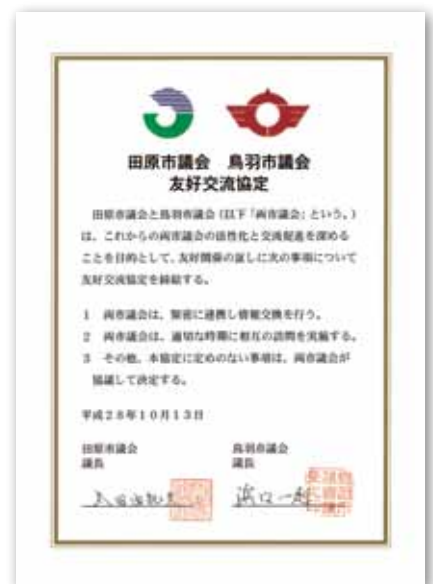 田原市議会　鳥羽市議会
友好交流協定
田原市議会と鳥羽市議会（以下「両市議会」という。）
は、これからの両市議会の活性化と交流促進を深める
ことを目的として、友好関係の証しに次の事項について
友好交流協定を締結する。
1　両市議会は、緊密に連携し情報交換を行う。
2　両市議会は、適切な時期に相互の訪問を実施する。
3　その他、本協定に定めのない事項は、両市議会が
協議して決定する。
平成28年10月13日
田原市議会　鳥羽市議会
議長　議長
浜口一利